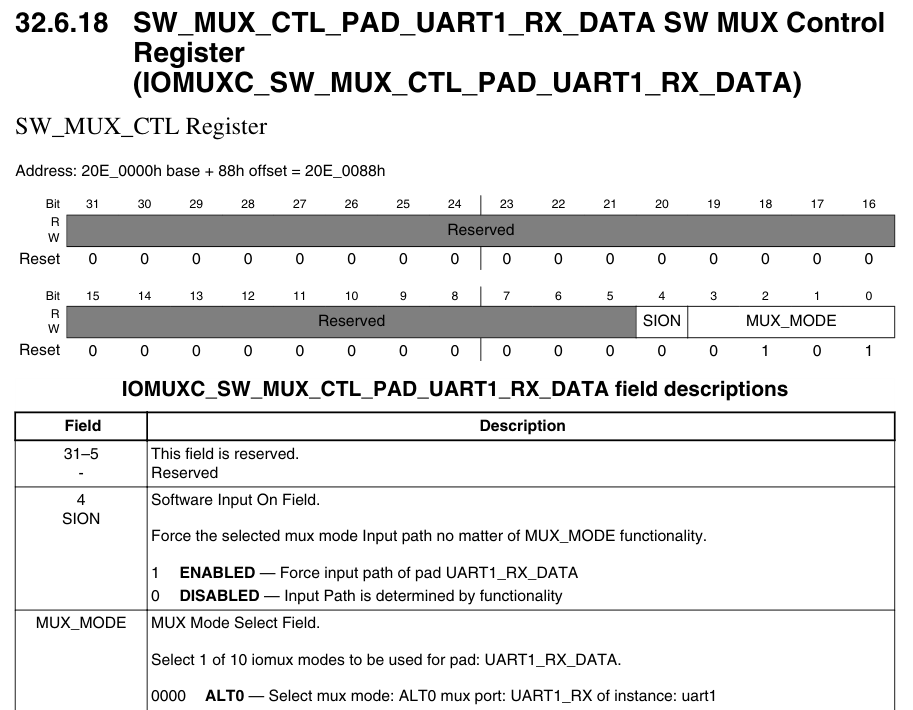 32.6.18 SW_MUX_CTL_PAD_UART1_RX_DATA SW MUX Control
Register
(IOMUXC_SW_MUX_CTL_PAD_UART1_RX_DATA)
SW_MUX_CTL Register
Address: 20E_0000h base + 88h offset = 20E_0088h
Bit 31 30 29 28 27 26 25 24 23 22 21 20 19 18 17 16
R
Reserved
W
Reset 0 0 0 0 0 0 0 0 0 0 0 0 0 0 0 0
Bit 15 14 13 12 11 10 9 8 7 6 5 4 3 2 1 0
R
Reserved SION MUX_MODE
W
Reset 0 0 0 0 0 0 0 0 0 0 0 0 0 1 0 1
IOMUXC_SW_MUX_CTL_PAD_UART1_RX_DATA field descriptions
Field Description
31–5 This field is reserved.
- Reserved
4 Software Input On Field.
SION
Force the selected mux mode Input path no matter of MUX_MODE functionality.
1 ENABLED — Force input path of pad UART1_RX_DATA
0 DISABLED — Input Path is determined by functionality
MUX_MODE MUX Mode Select Field.
Select 1 of 10 iomux modes to be used for pad: UART1_RX_DATA.
0000 ALT0 — Select mux mode: ALT0 mux port: UART1_RX of instance: uart1